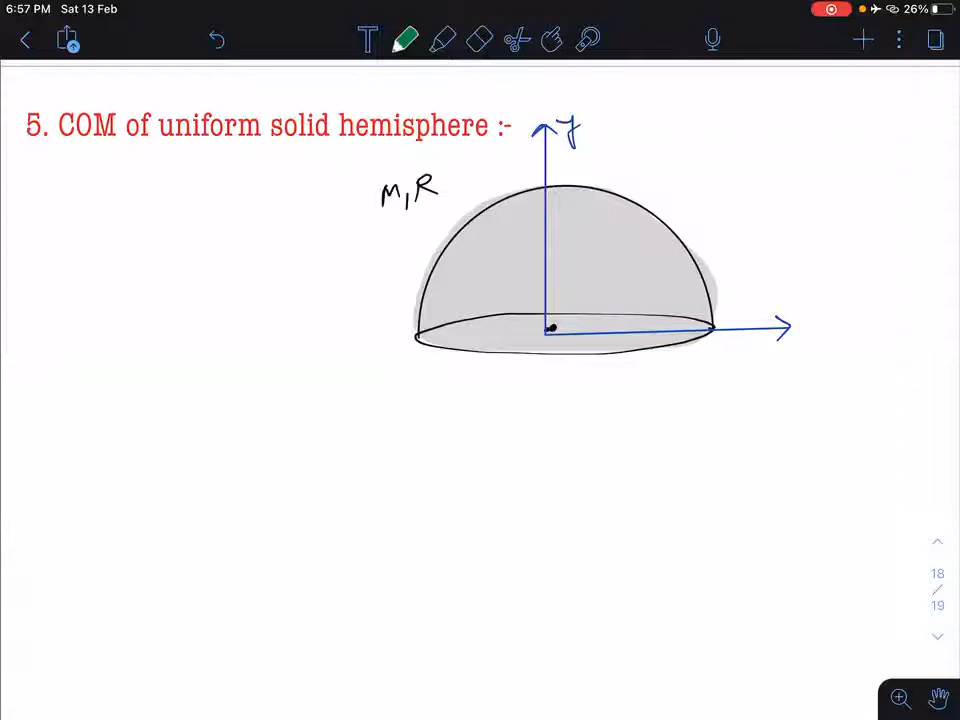 6:57 PM Sat 13 Feb
26%
T
5. COM of uniform solid hemisphere :-
y
M, R
18
/
19